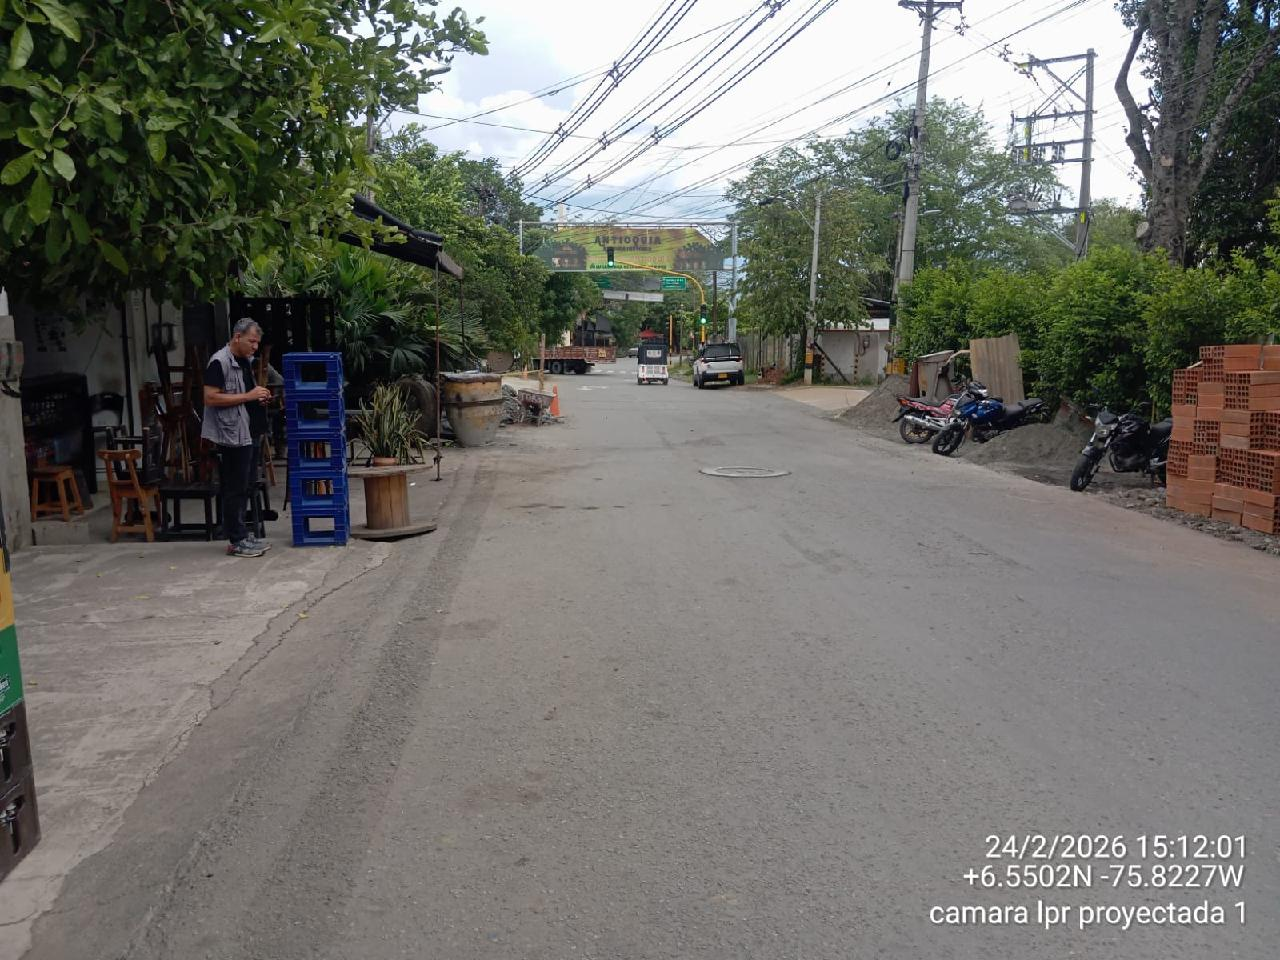 ANTIOQUIA
24/2/2026 15:12:01
+6.5502N -75.8227W
camara lpr proyectada 1